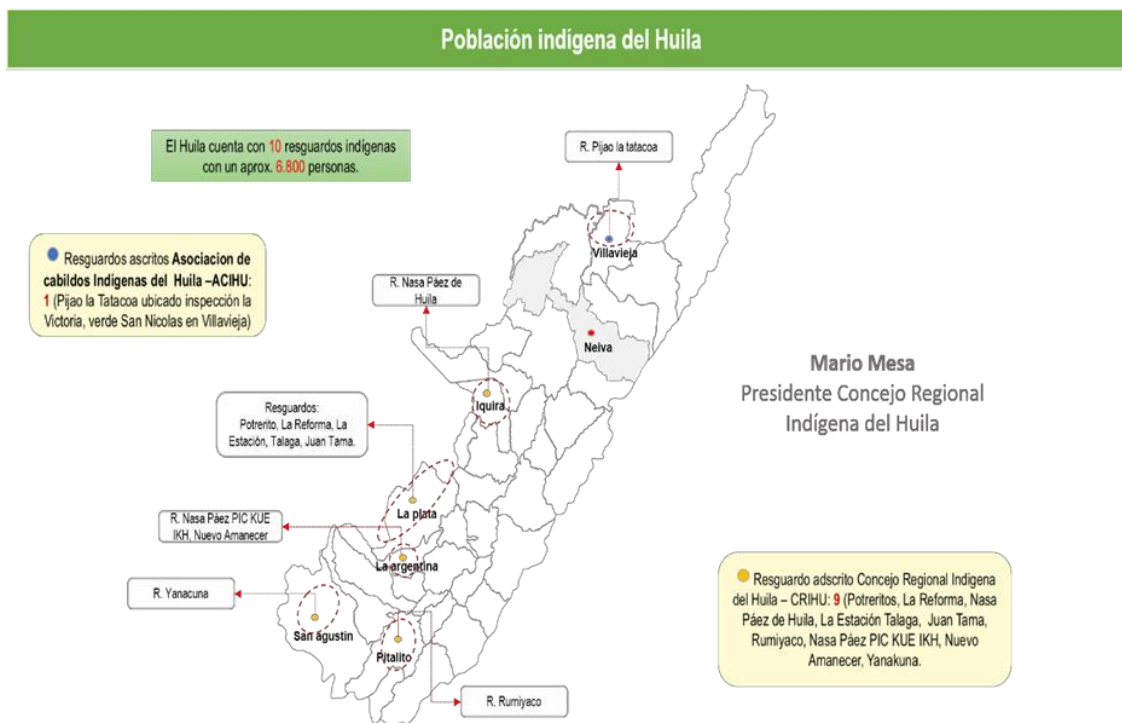 Población indígena del Huila
El Huila cuenta con 10 resguardos indígenas
con un aprox. 6.800 personas.
R. Pijao la tatacoa
Villavieja
Resguardos ascritos Asociacion de
cabildos Indigenas del Huila –ACIHU:
1 (Pijao la Tatacoa ubicado inspección la
Victoria, verde San Nicolas en Villavieja)
R. Nasa Páez de
Huila
Neiva
Mario Mesa
Presidente Concejo Regional
Indígena del Huila
Iquira
Resguardos:
Potrerito, La Reforma, La
Estación, Talaga, Juan Tama.
La plata
R. Nasa Páez PIC KUE
IKH, Nuevo Amanecer
La argentina
R. Yanacuna
San agustin
Pitalito
R. Rumiyaco
Resguardo adscrito Concejo Regional Indigena
del Huila – CRIHU: 9 (Potreritos, La Reforma, Nasa
Páez de Huila, La Estación Talaga, Juan Tama,
Rumiyaco, Nasa Páez PIC KUE IKH, Nuevo
Amanecer, Yanakuna.